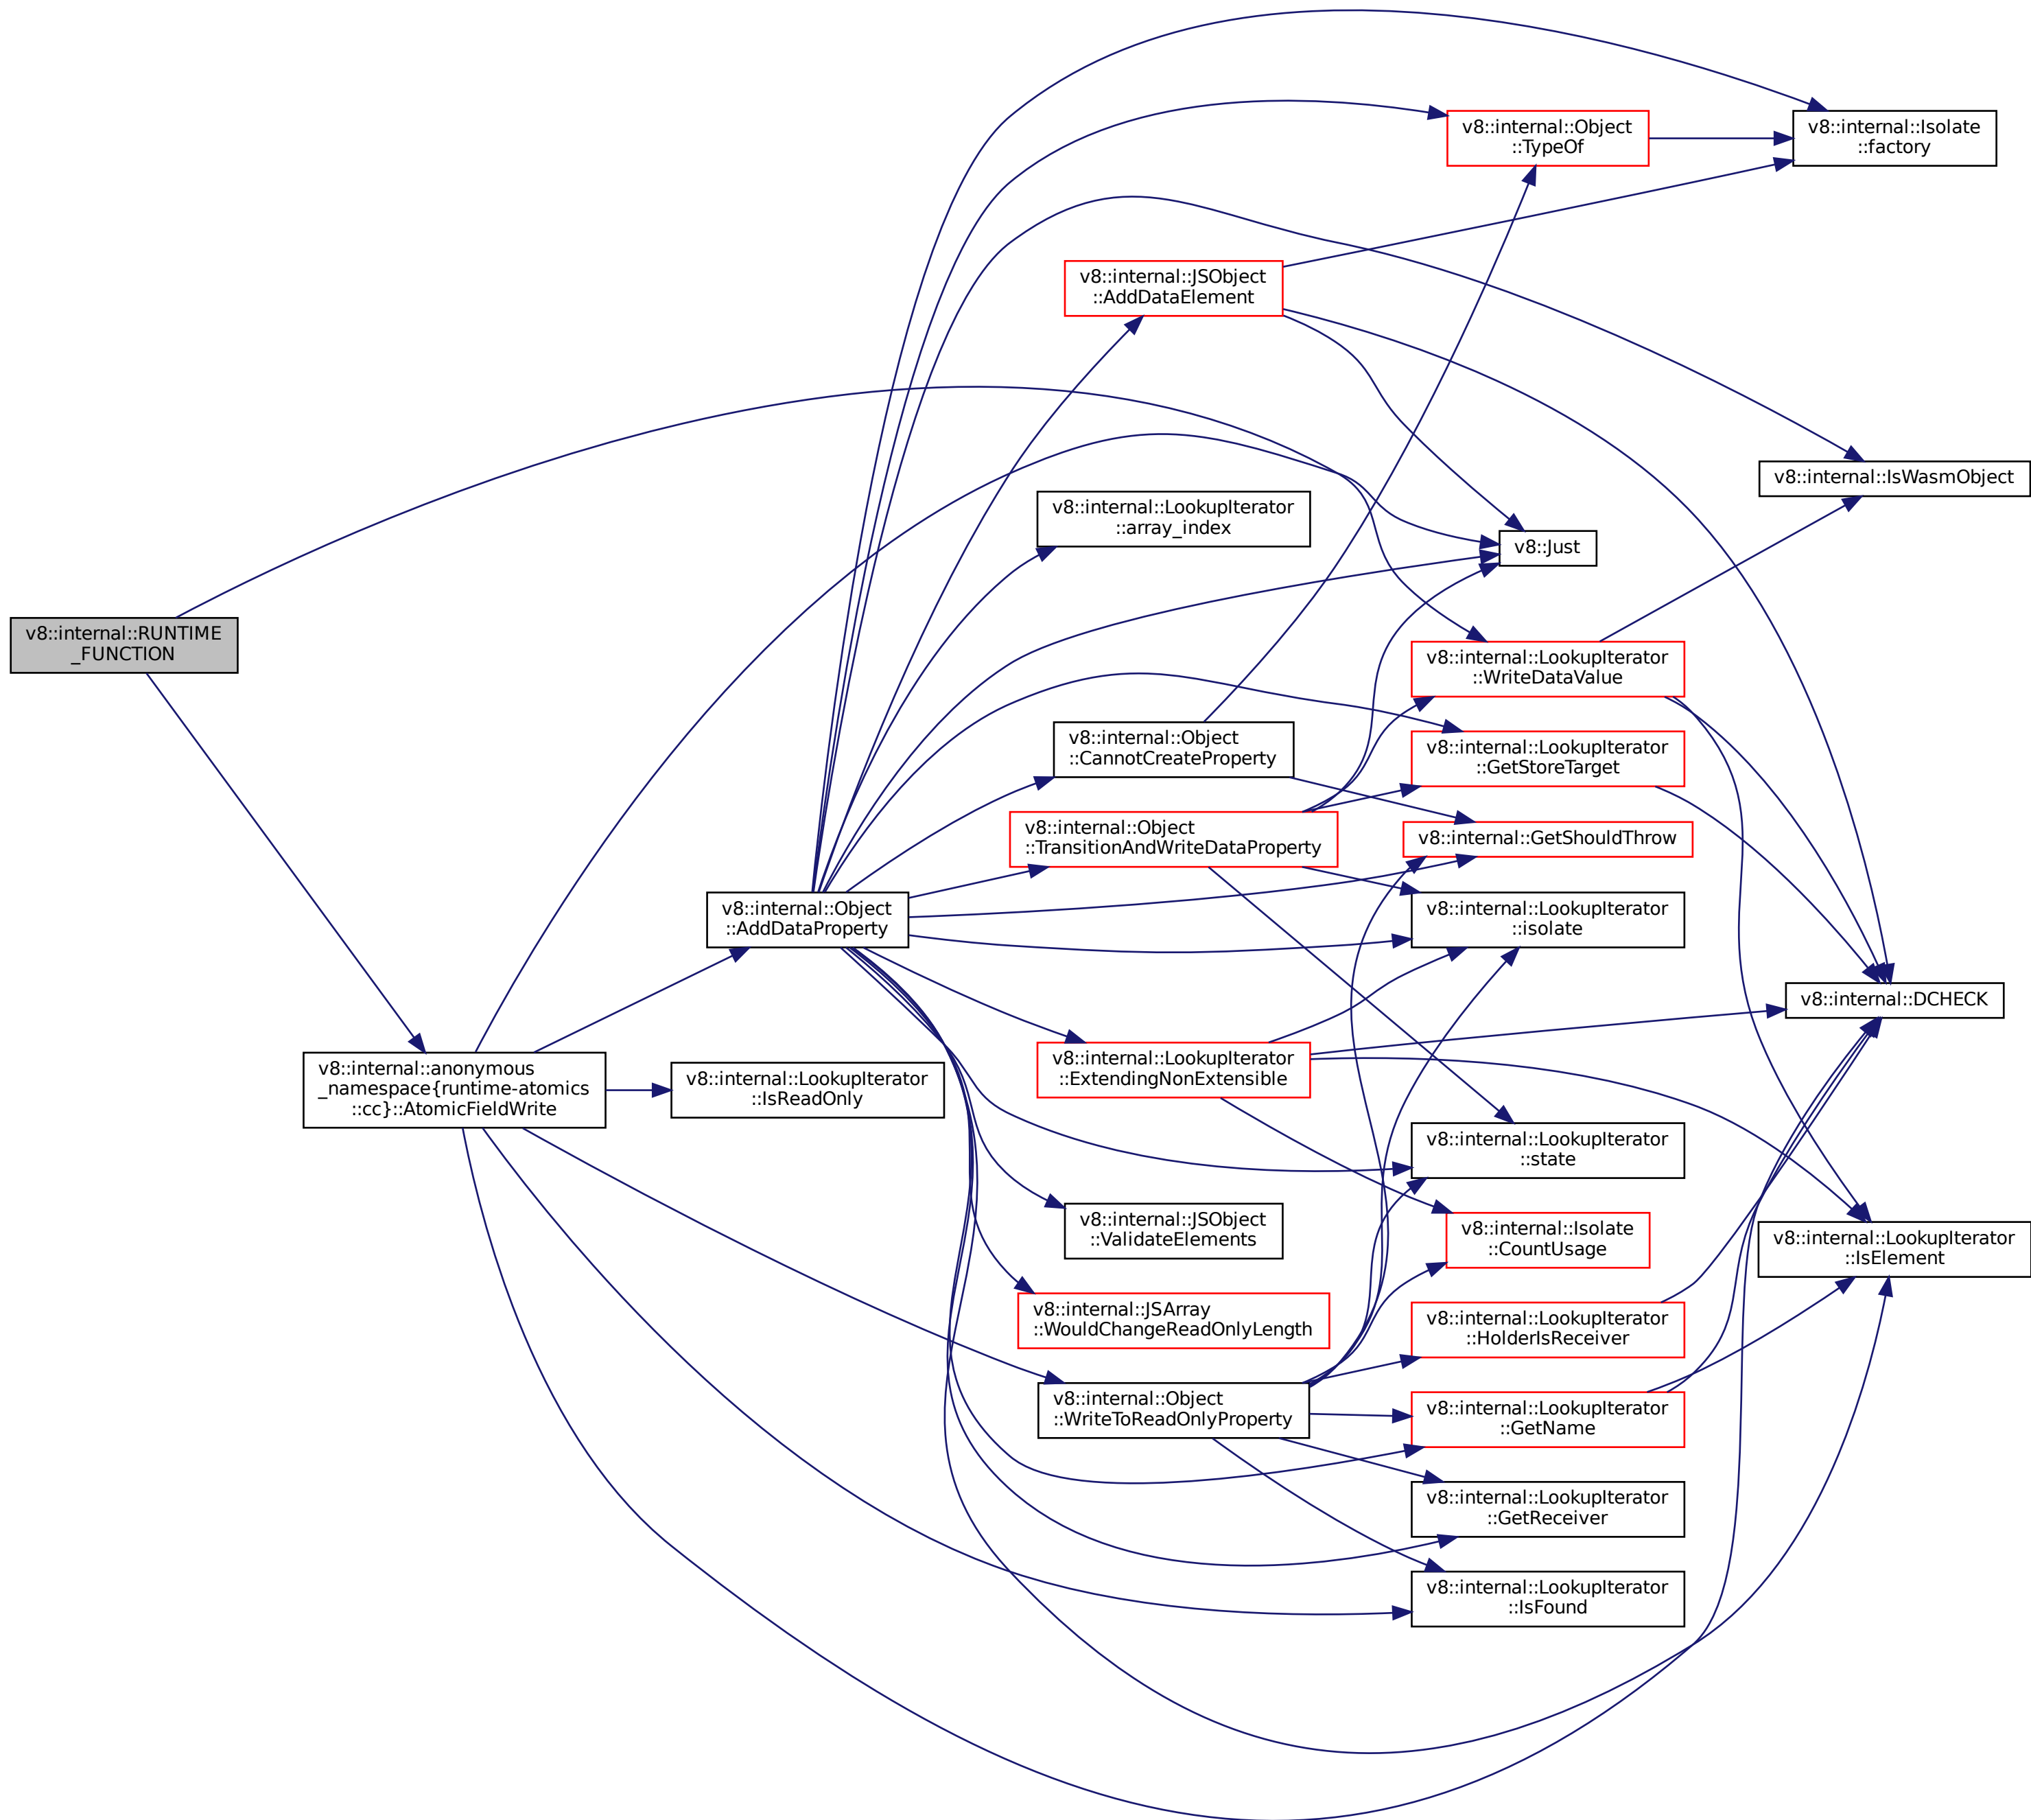 v8::internal::RUNTIME
_FUNCTION
v8::internal::anonymous
_namespace{runtime-atomics
::cc}::AtomicFieldWrite
v8::internal::Object
::AddDataProperty
v8::internal::LookupIterator
::IsReadOnly
v8::internal::JSObject
::AddDataElement
v8::internal::LookupIterator
::array_index
v8::internal::Object
::CannotCreateProperty
v8::internal::Object
::TransitionAndWriteDataProperty
v8::internal::LookupIterator
::ExtendingNonExtensible
v8::internal::JSObject
::ValidateElements
v8::internal::JSArray
::WouldChangeReadOnlyLength
v8::internal::Object
::WriteToReadOnlyProperty
v8::internal::Object
::TypeOf
v8::Just
v8::internal::LookupIterator
::WriteDataValue
v8::internal::LookupIterator
::GetStoreTarget
v8::internal::GetShouldThrow
v8::internal::LookupIterator
::isolate
v8::internal::LookupIterator
::state
v8::internal::Isolate
::CountUsage
v8::internal::LookupIterator
::HolderIsReceiver
v8::internal::LookupIterator
::GetName
v8::internal::LookupIterator
::GetReceiver
v8::internal::LookupIterator
::IsFound
v8::internal::Isolate
::factory
v8::internal::IsWasmObject
v8::internal::DCHECK
v8::internal::LookupIterator
::IsElement